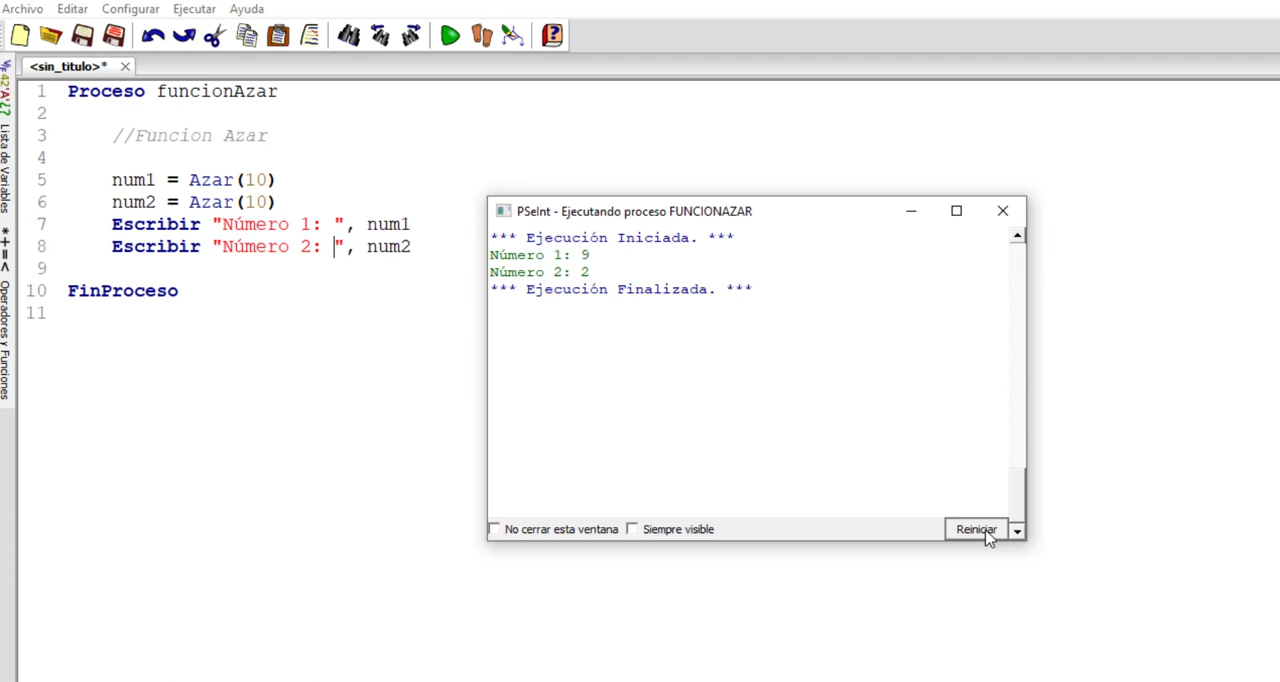 Archivo Editar Configurar Ejecutar Ayuda
<sin_titulo>*
Lista de Variables
Operadores y Funciones
1 Proceso funcionAzar
2
3 //Funcion Azar
4
5 num1 = Azar(10)
6 num2 = Azar(10)
7 Escribir "Número 1: ", num1
8 Escribir "Número 2: ", num2
9
10 FinProceso
11
PSeInt - Ejecutando proceso FUNCIONAZAR
*** Ejecución Iniciada. ***
Número 1: 9
Número 2: 2
*** Ejecución Finalizada. ***
No cerrar esta ventana Siempre visible Reiniciar